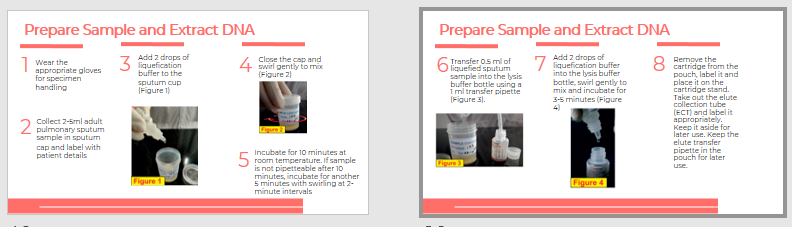 Prepare Sample and Extract DNA
1
Wear the
appropriate gloves
for specimen
handling
2
Collect 2-5ml adult
pulmonary sputum
sample in sputum
cap and label with
patient details
3
Add 2 drops of
liquefication
buffer to the
sputum cup
(Figure 1)
Figure 1
4
Close the cap and
swirl gently to mix
(Figure 2)
Figure 2
5
Incubate for 10 minutes at
room temperature. If sample
is not pipetteable after 10
minutes, incubate for another
5 minutes with swirling at 2-
minute intervals
Prepare Sample and Extract DNA
6
Transfer 0.5 ml of
liquefied sputum
sample into the lysis
buffer bottle using a
1 ml transfer pipette
(Figure 3).
Figure 3
7
Add 2 drops of
liquefication buffer
into the lysis buffer
bottle, swirl gently to
mix and incubate for
3-5 minutes (Figure
4)
Figure 4
8
Remove the
cartridge from the
pouch, label it and
place it on the
cartridge stand.
Take out the elute
collection tube
(ECT) and label it
appropriately.
Keep it aside for
later use. Keep the
elute transfer
pipette in the
pouch for later
use.